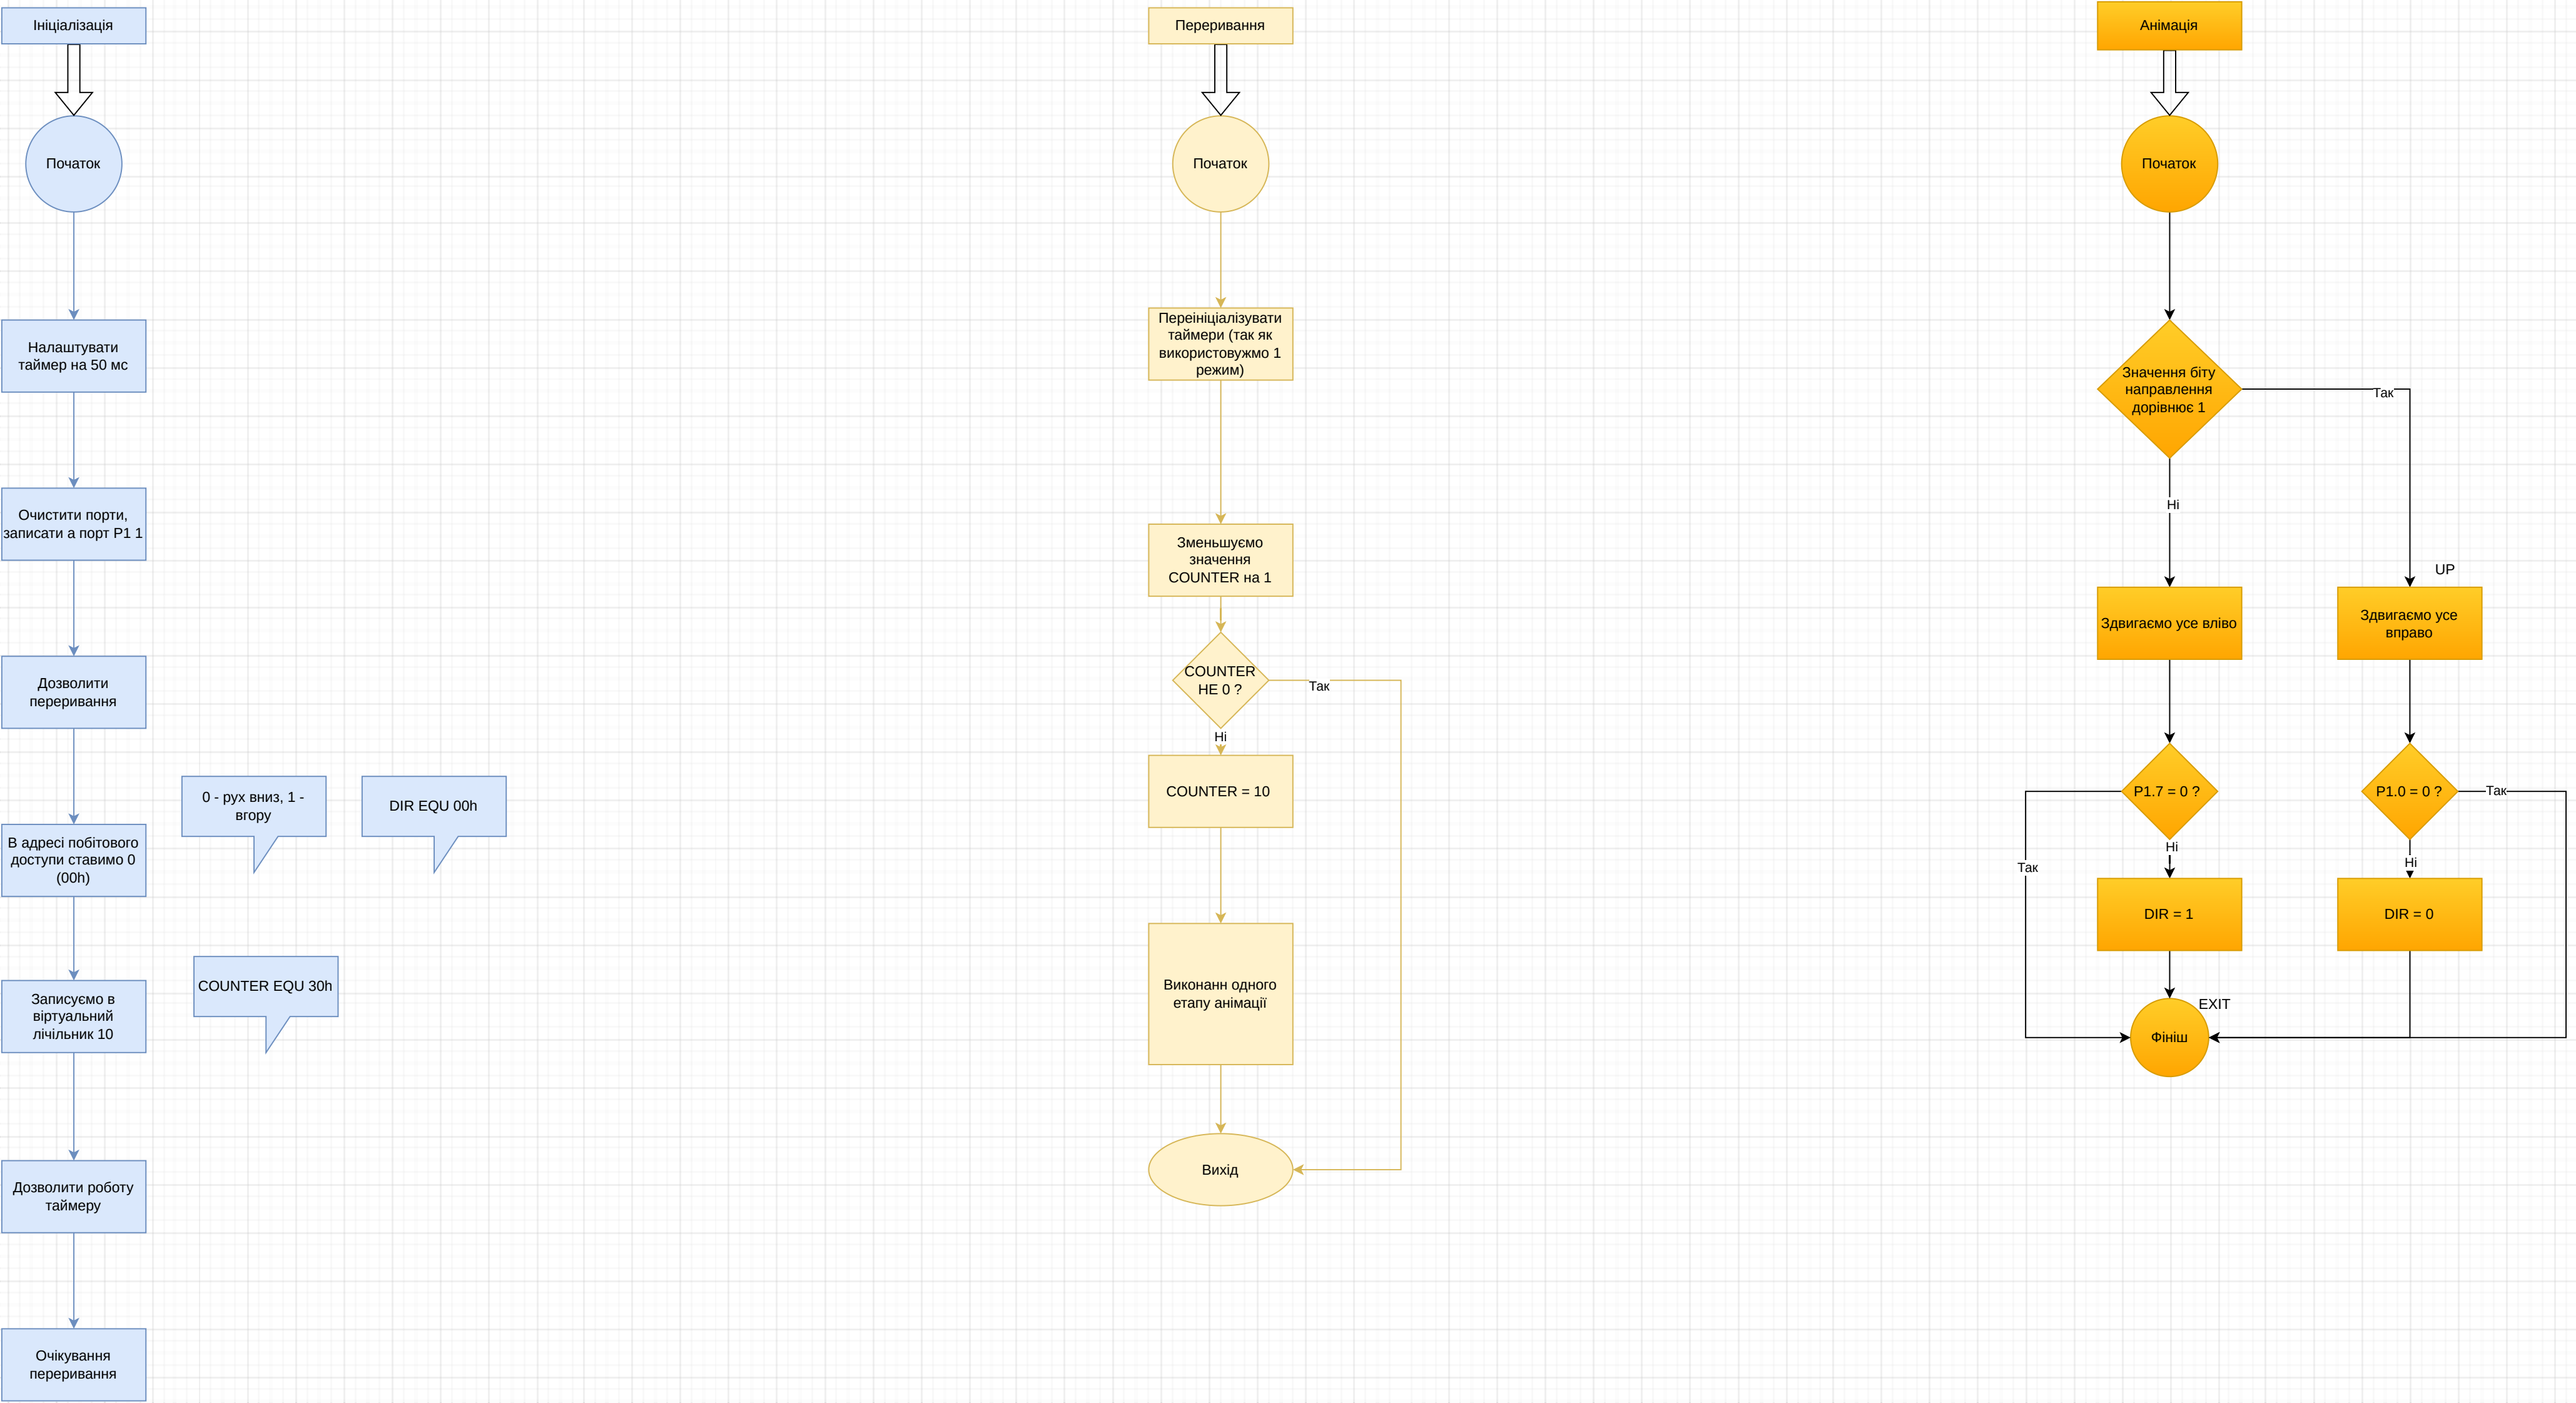 Ініціалізація
Початок
Налаштувати
таймер на 50 мс
Очистити порти,
записати а порт P1 1
Дозволити
переривання
0 - рух вниз, 1 -
вгору
DIR EQU 00h
В адресі побітового
доступи ставимо 0
(00h)
COUNTER EQU 30h
Записуємо в
віртуальний
лічільник 10
Дозволити роботу
таймеру
Очікування
переривання
Переривання
Початок
Переініціалізувати
таймери (так як
використовужмо 1
режим)
Зменьшуємо
значення
COUNTER на 1
COUNTER
НЕ 0 ?
Так
Ні
COUNTER = 10
Виконанн одного
етапу анімації
Вихід
Анімація
Початок
Значення біту
направлення
дорівнює 1
Так
Ні
UP
Здвигаємо усе вліво
Здвигаємо усе
вправо
P1.7 = 0 ?
P1.0 = 0 ?
Так
Ні
Так
Ні
DIR = 1
DIR = 0
EXIT
Фініш